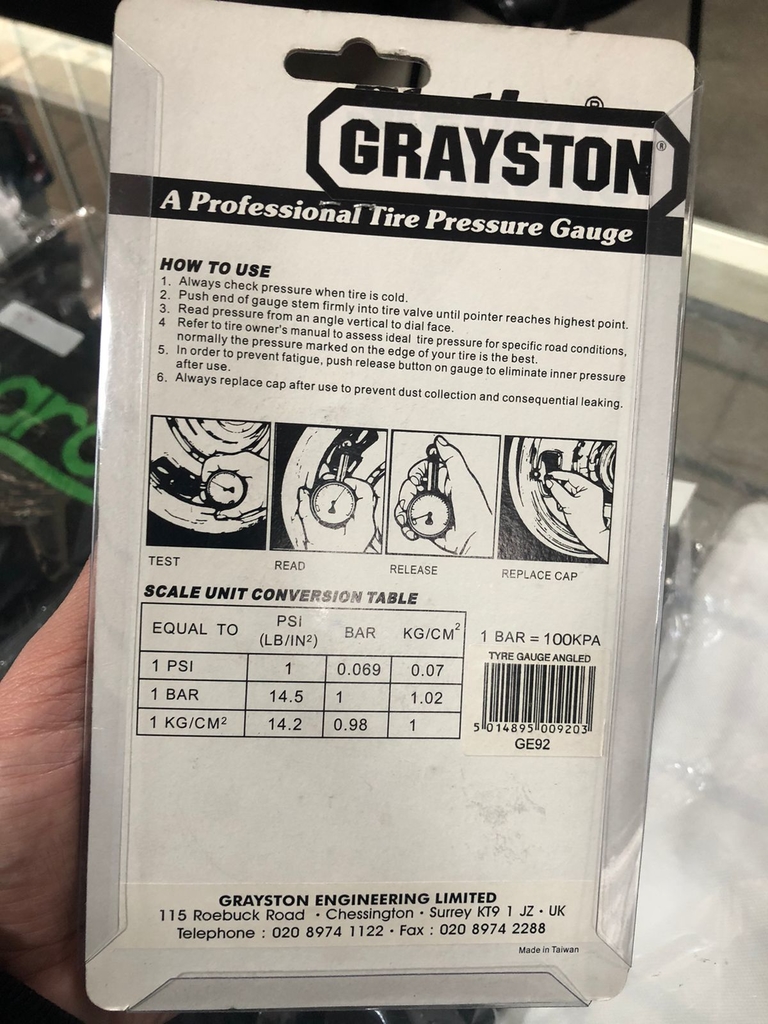 GRAYSTON®
A Professional Tire Pressure Gauge
HOW TO USE
1. Always check pressure when tire is cold.
2. Push end of gauge stem firmly into tire valve until pointer reaches highest point.
3. Read pressure from an angle vertical to dial face.
4 Refer to tire owner's manual to assess ideal tire pressure for specific road conditions,
normally the pressure marked on the edge of your tire is the best.
5. In order to prevent fatigue, push release button on gauge to eliminate inner pressure
after use.
6. Always replace cap after use to prevent dust collection and consequential leaking.
TEST READ RELEASE REPLACE CAP
SCALE UNIT CONVERSION TABLE
EQUAL TO PSI (LB/IN²) BAR KG/CM²
1 PSI 1 0.069 0.07
1 BAR 14.5 1 1.02
1 KG/CM² 14.2 0.98 1
1 BAR = 100KPA
TYRE GAUGE ANGLED
5 014895 009203
GE92
GRAYSTON ENGINEERING LIMITED
115 Roebuck Road · Chessington · Surrey KT9 1 JZ · UK
Telephone : 020 8974 1122 · Fax : 020 8974 2288
Made in Taiwan